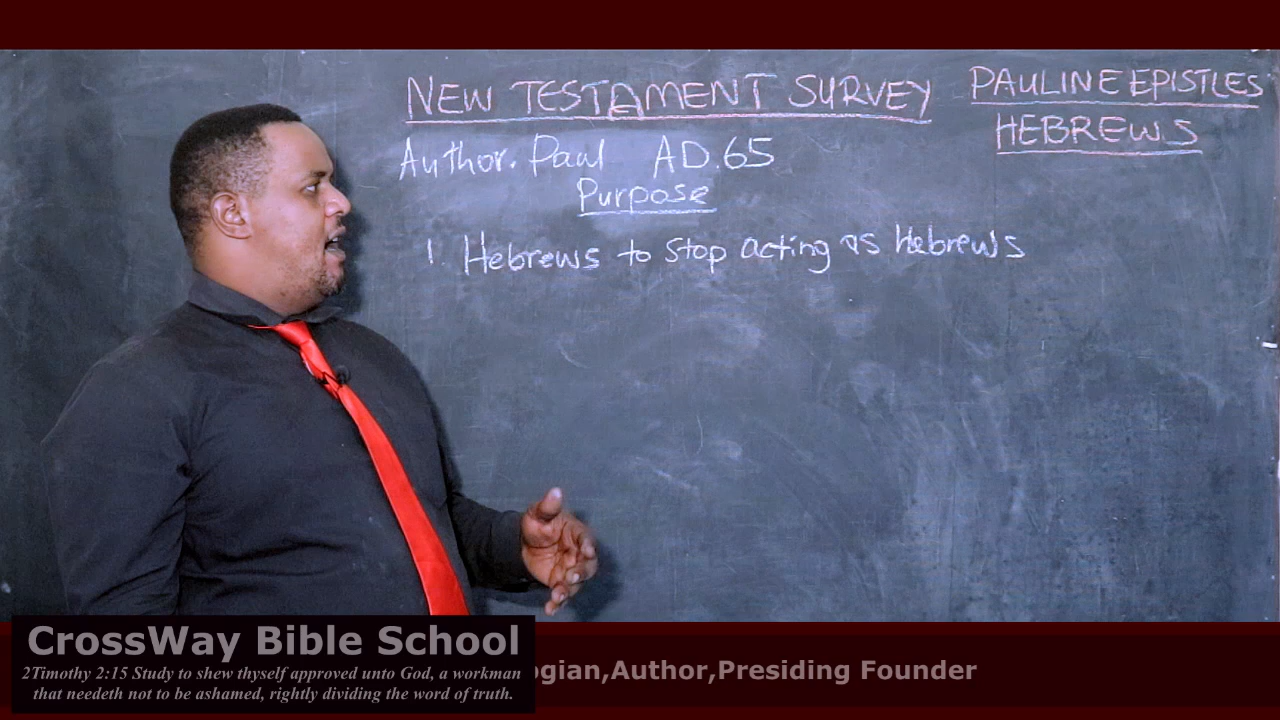 NEW TESTAMENT SURVEY
PAULINE EPISTLES
HEBREWS
Author. Paul AD.65
Purpose
1. Hebrews to stop acting as Hebrews
CrossWay Bible School
2Timothy 2:15 Study to shew thyself approved unto God, a workman
that needeth not to be ashamed, rightly dividing the word of truth.
,Author,Presiding Founder